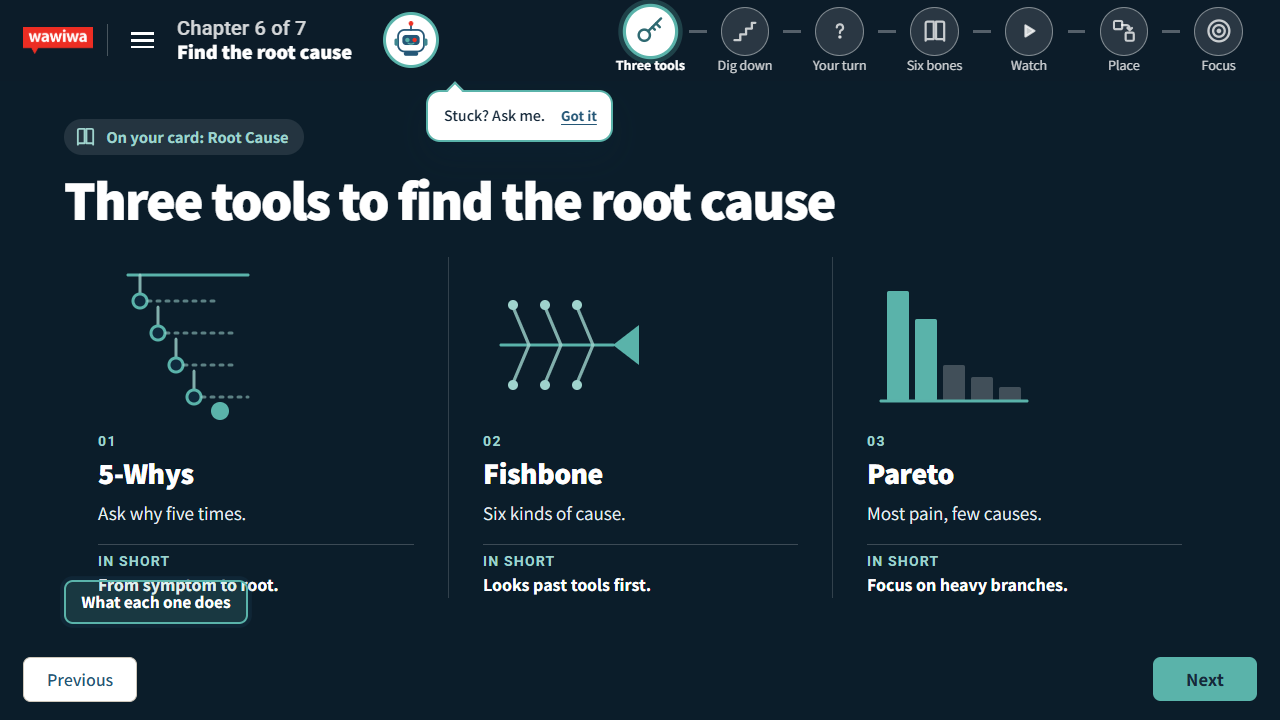 wawiwa
Chapter 6 of 7
Find the root cause
Three tools
Dig down
?
Your turn
Six bones
Watch
Place
Focus
Stuck? Ask me. Got it
On your card: Root Cause
Three tools to find the root cause
01
5-Whys
Ask why five times.
IN SHORT
From symptom to root.
What each one does
02
Fishbone
Six kinds of cause.
IN SHORT
Looks past tools first.
03
Pareto
Most pain, few causes.
IN SHORT
Focus on heavy branches.
Previous
Next